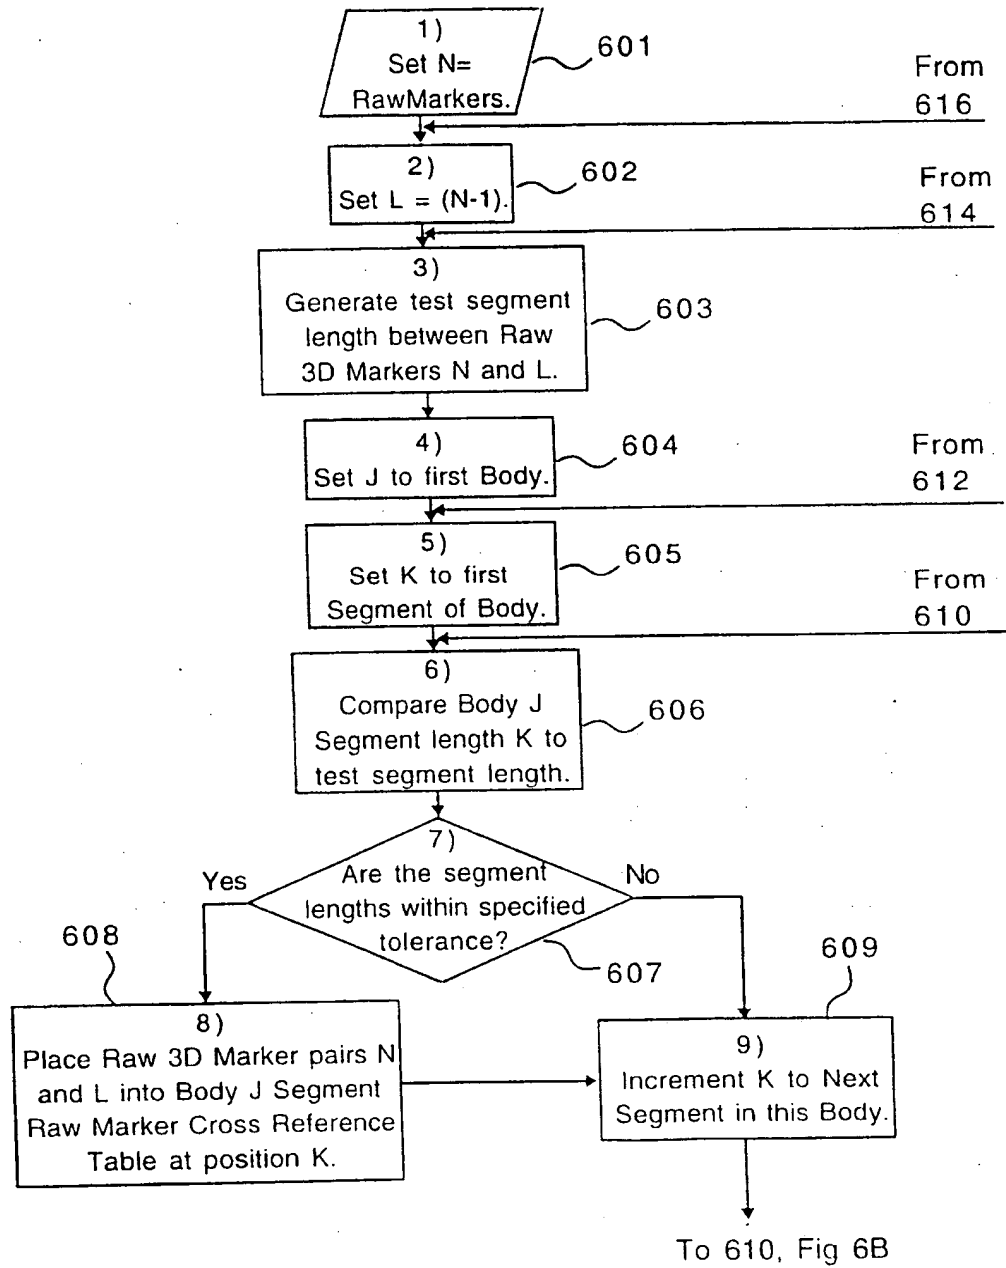 1)
Set N=
RawMarkers.
601
From
616
2)
Set L = (N-1).
602
From
614
3)
Generate test segment
length between Raw
3D Markers N and L.
603
4)
Set J to first Body.
604
From
612
5)
Set K to first
Segment of Body.
605
From
610
6)
Compare Body J
Segment length K to
test segment length.
606
7)
Are the segment
lengths within specified
tolerance?
Yes
No
607
608
609
8)
Place Raw 3D Marker pairs N
and L into Body J Segment
Raw Marker Cross Reference
Table at position K.
9)
Increment K to Next
Segment in this Body.
To 610, Fig 6B